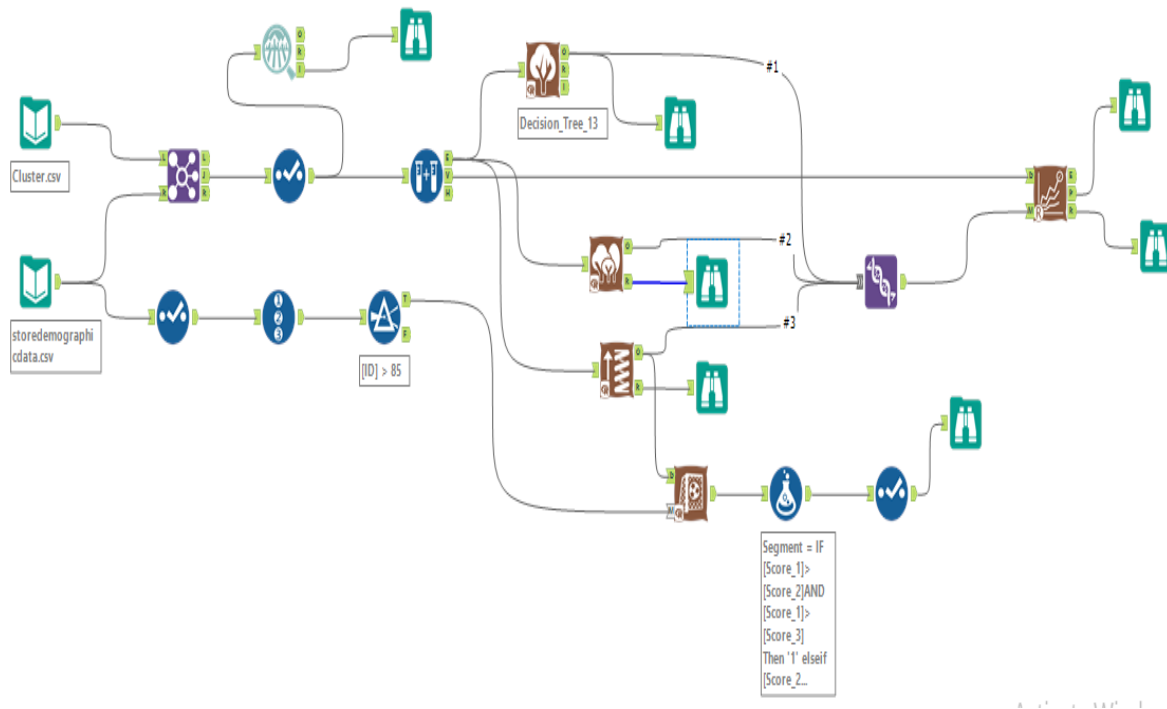 #1
Decision_Tree_13
Cluster.csv
#2
#3
storedemographi
cdata.csv
[ID] > 85
Segment = IF
[Score_1]>
[Score_2]AND
[Score_1]>
[Score_3]
Then '1' elseif
[Score_2...